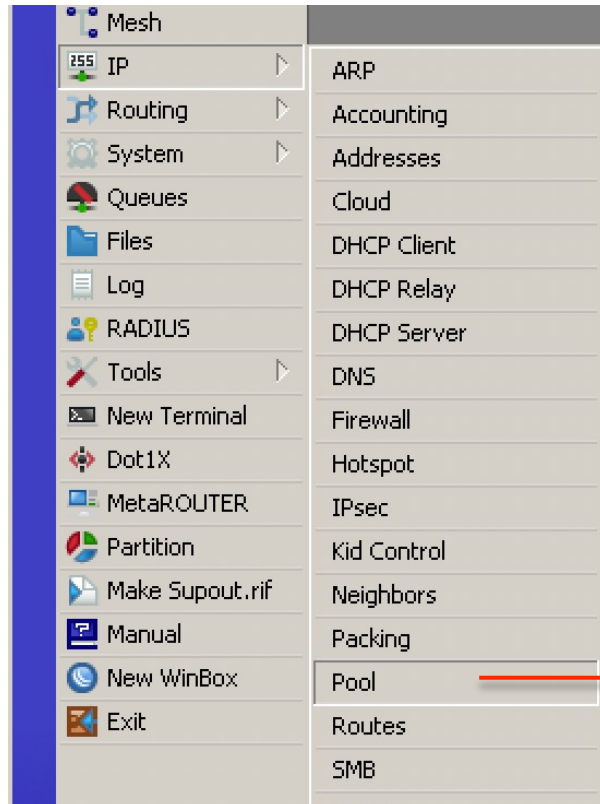 Mesh
255 IP
Routing
System
Queues
Files
Log
RADIUS
Tools
New Terminal
Dot1X
MetaROUTER
Partition
Make Supout.rif
Manual
New WinBox
Exit
ARP
Accounting
Addresses
Cloud
DHCP Client
DHCP Relay
DHCP Server
DNS
Firewall
Hotspot
IPsec
Kid Control
Neighbors
Packing
Pool
Routes
SMB